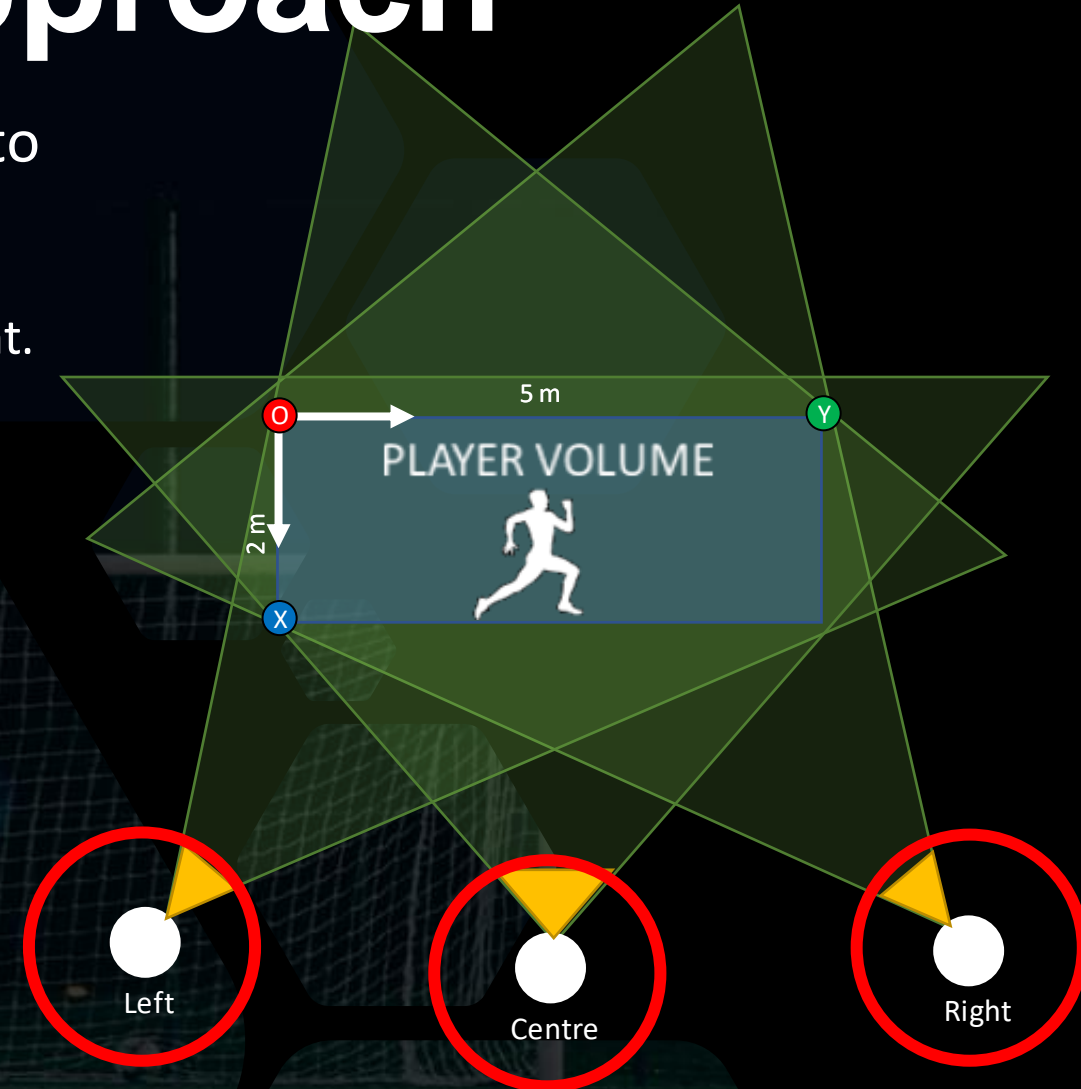 pproach
to
t.
5 m
O
Y
PLAYER VOLUME
2 m
X
Left
Centre
Right